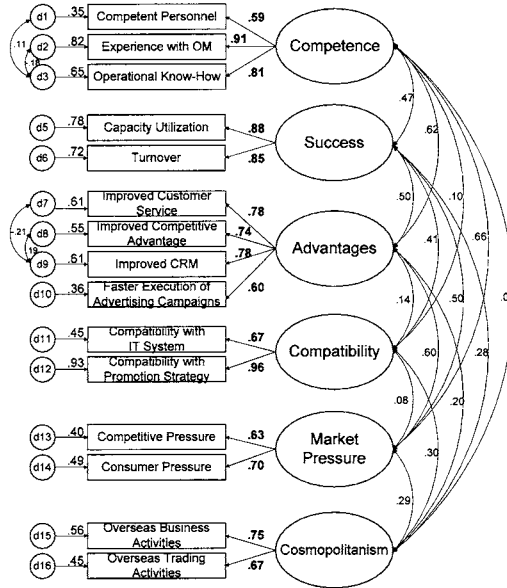 d1 .35 Competent Personnel .59
.11 d2 .82 Experience with OM .91 Competence
d3 .65 Operational Know-How .81
.47
.62
d5 .78 Capacity Utilization .88
Success
d6 .72 Turnover .85
.10
.66
d7 .61 Improved Customer
Service .78 .50
d8 .55 Improved Competitive
Advantage .74 Advantages .41
-.21 .19 d9 .61 Improved CRM .78
d10 .36 Faster Execution
of Advertising Campaigns .60 .14 .50
d11 .45 Compatibility with
IT System .67 Compatibility .60 .28
d12 .93 Compatibility with
Promotion Strategy .96
.08 .20
d13 .40 Competitive Pressure .63 Market
Pressure .30
d14 .49 Consumer Pressure .70
.29
d15 .56 Overseas Business
Activities .75
Cosmopolitanism
d16 .45 Overseas Trading
Activities .67